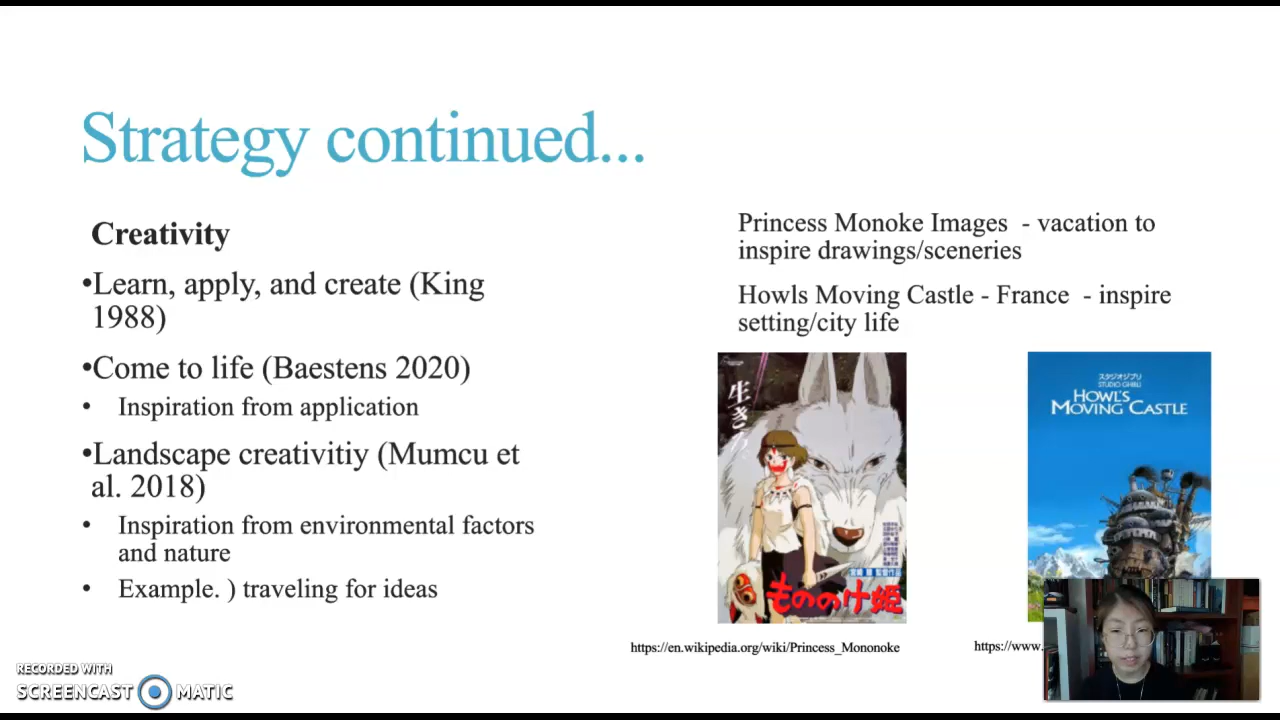 Strategy continued...
Creativity
•Learn, apply, and create (King
1988)
•Come to life (Baestens 2020)
• Inspiration from application
•Landscape creativitiy (Mumcu et
al. 2018)
• Inspiration from environmental factors
and nature
• Example. ) traveling for ideas
Princess Monoke Images - vacation to
inspire drawings/sceneries
Howls Moving Castle - France - inspire
setting/city life
生きろ。
もののけ姫
スタジオジブリ
STUDIO GHIBLI
HOWL'S
MOVING CASTLE
https://en.wikipedia.org/wiki/Princess_Mononoke
https://www.
RECORDED WITH
SCREENCAST MATIC